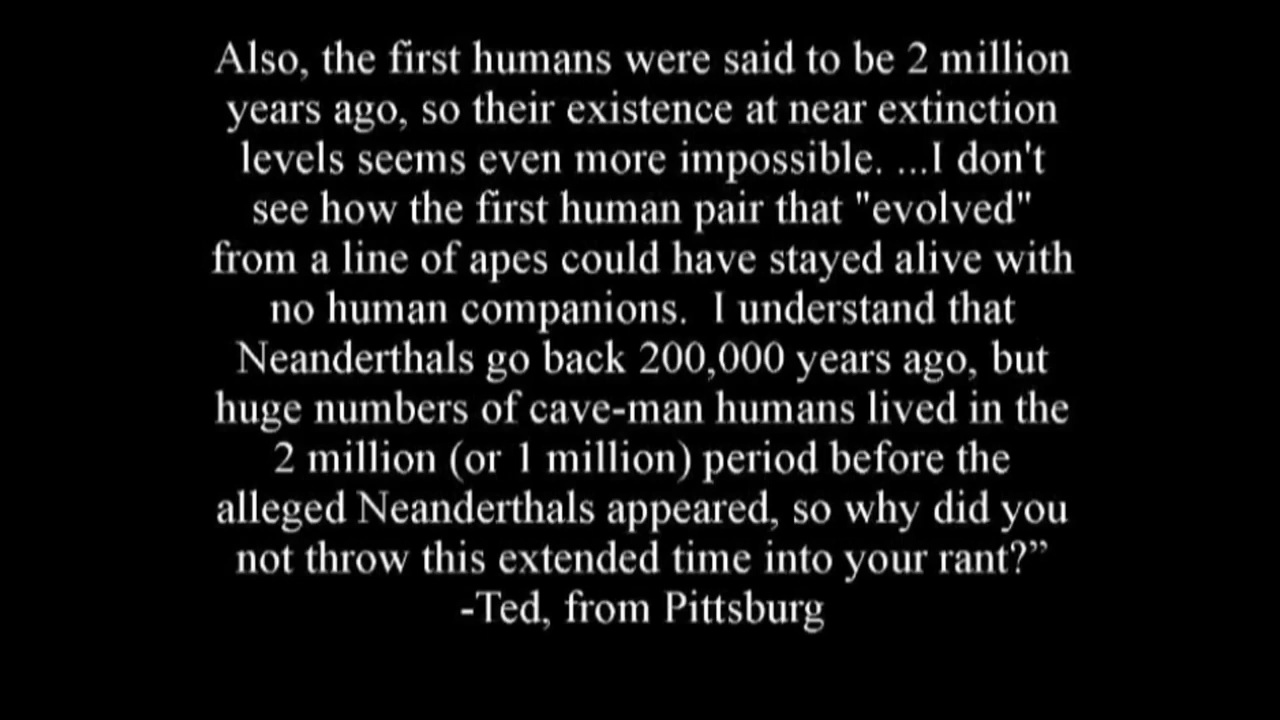 Also, the first humans were said to be 2 million
years ago, so their existence at near extinction
levels seems even more impossible. ...I don't
see how the first human pair that "evolved"
from a line of apes could have stayed alive with
no human companions.  I understand that
Neanderthals go back 200,000 years ago, but
huge numbers of cave-man humans lived in the
2 million (or 1 million) period before the
alleged Neanderthals appeared, so why did you
not throw this extended time into your rant?”
-Ted, from Pittsburg